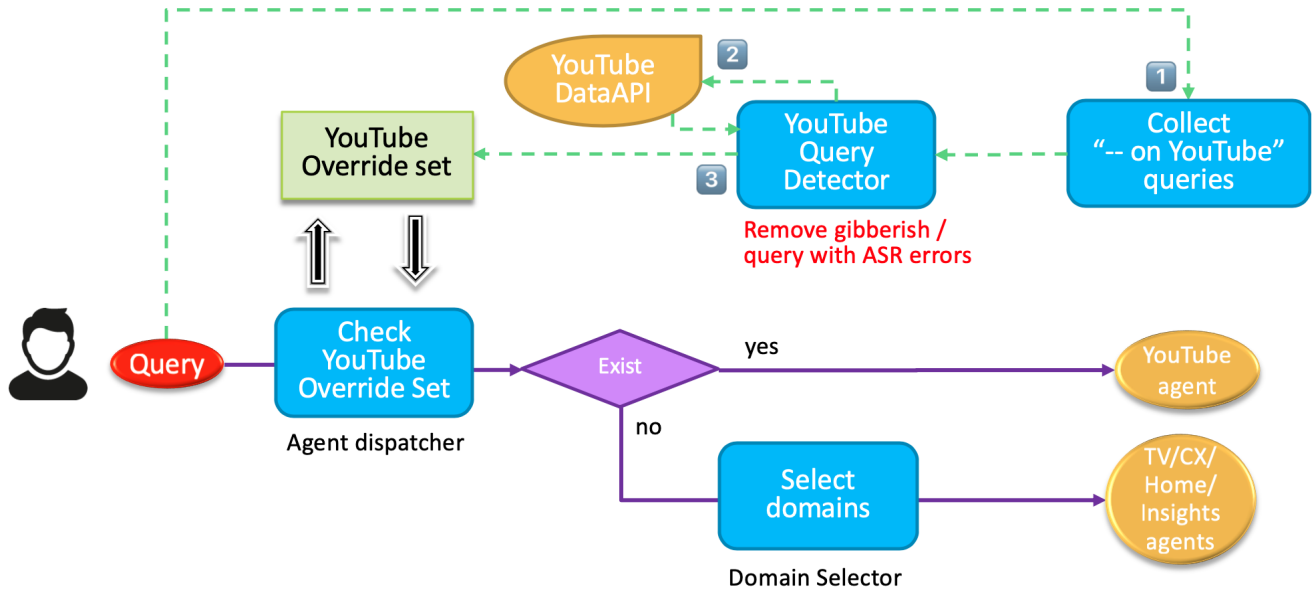 1
Collect
“-- on YouTube”
queries
2
YouTube
DataAPI
YouTube
Query
Detector
3
Remove gibberish /
query with ASR errors
YouTube
Override set
Query
Check
YouTube
Override Set
Agent dispatcher
Exist
yes
YouTube
agent
no
Select
domains
Domain Selector
TV/CX/
Home/
Insights
agents